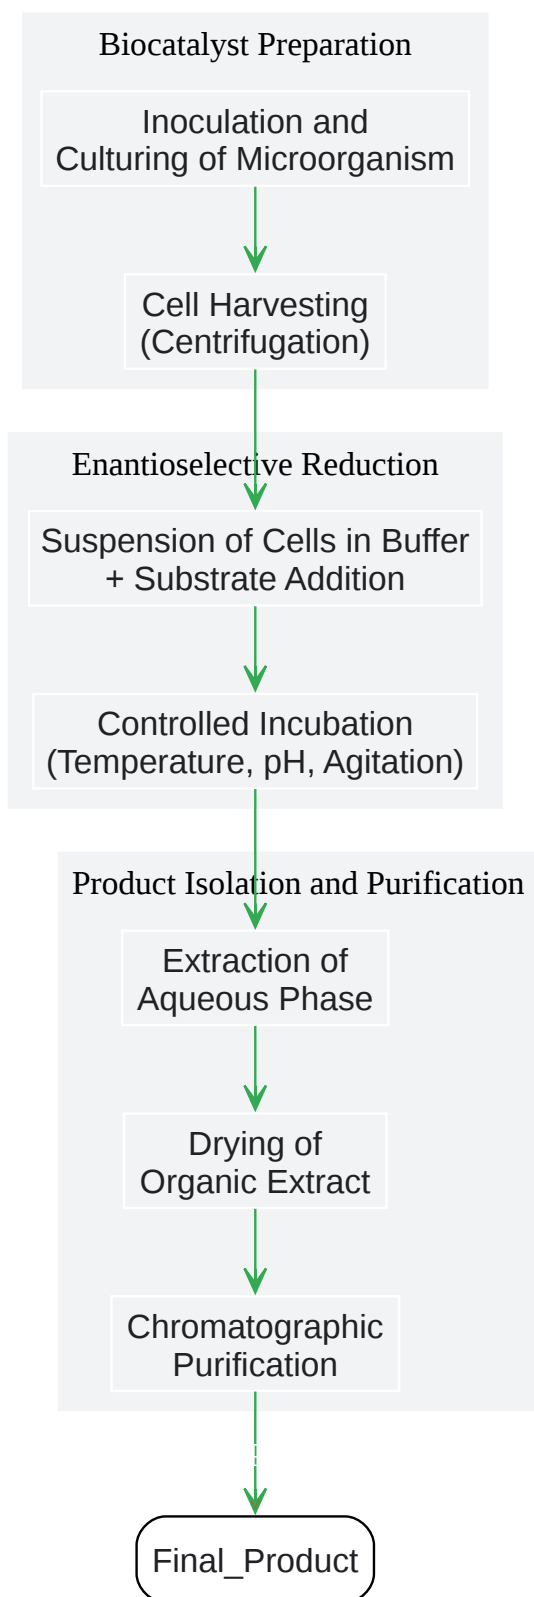 Biocatalyst Preparation
Inoculation and
Culturing of Microorganism
Cell Harvesting
(Centrifugation)
Enantioselective Reduction
Suspension of Cells in Buffer
+ Substrate Addition
Controlled Incubation
(Temperature, pH, Agitation)
Product Isolation and Purification
Extraction of
Aqueous Phase
Drying of
Organic Extract
Chromatographic
Purification
Final_Product